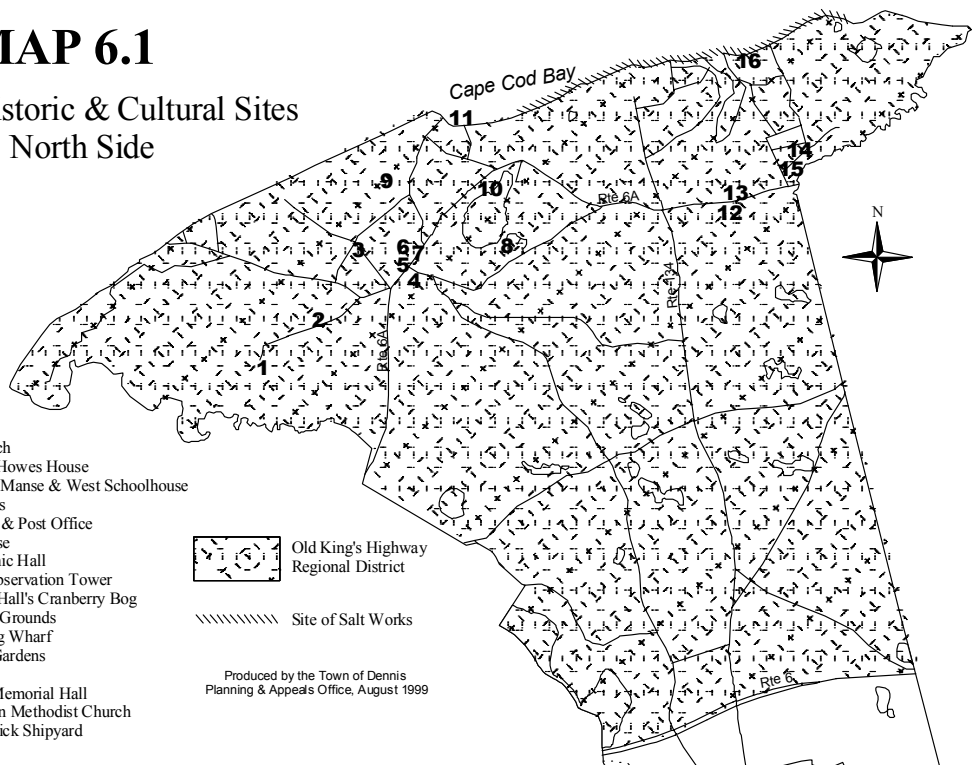 MAP 6.1
istoric & Cultural Sites
North Side
Cape Cod Bay
16
11
14
15
9
10
13
Rte 6A
12
N
3
6
7
5
8
4
Rte 134
2
Rte 6A
1
ch
Howes House
Manse & West Schoolhouse
s
& Post Office
se
nic Hall
bservation Tower
Hall's Cranberry Bog
Grounds
g Wharf
Gardens
Memorial Hall
n Methodist Church
ick Shipyard
Old King's Highway
Regional District
Site of Salt Works
Produced by the Town of Dennis
Planning & Appeals Office, August 1999
Rte 6